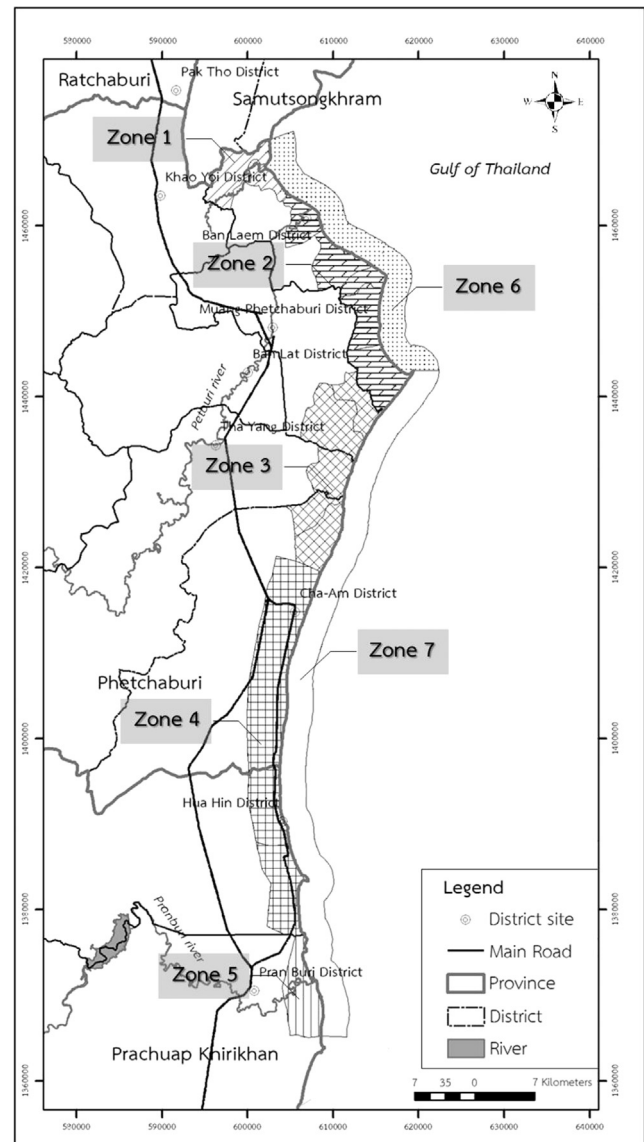 580000 590000 600000 610000 620000 630000 640000
Pak Tho District
Ratchaburi
Samutsongkhram
N
W E
S
Zone 1
Gulf of Thailand
Khao Yoi District
1460000
1460000
Ban Laem District
Zone 2
Zone 6
Muang Phetchaburi District
Ban Lat District
Petburi river
1440000
1440000
Tha Yang District
Zone 3
1420000
1420000
Cha-Am District
Zone 7
Phetchaburi
Zone 4
1400000
1400000
Hua Hin District
Legend
District site
Main Road
Province
District
River
1380000
1380000
Pranburi river
Zone 5
Pran Buri District
Prachuap Khirikhan
7 35 0 7 Kilometers
1360000
1360000
580000 590000 600000 610000 620000 630000 640000